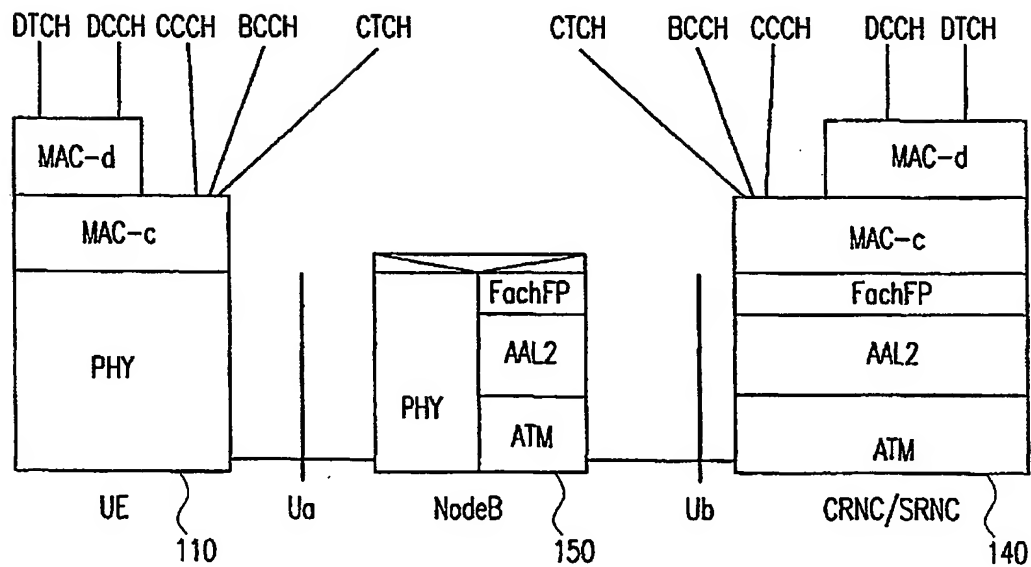 DTCH DCCH CCCH BCCH CTCH CTCH BCCH CCCH DCCH DTCH
MAC-d MAC-d
MAC-c MAC-c
FachFP FachFP
PHY AAL2 AAL2
PHY
ATM ATM
UE Ua NodeB Ub CRNC/SRNC
110 150 140